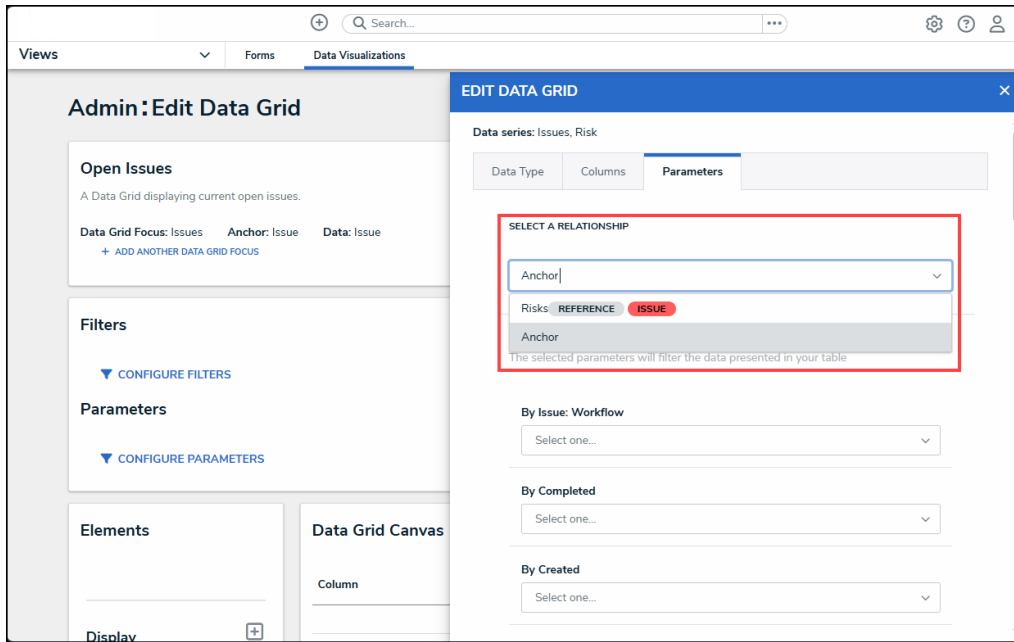 Search...
Views
Forms
Data Visualizations
Admin:Edit Data Grid
Open Issues
A Data Grid displaying current open issues.
Data Grid Focus: Issues Anchor: Issue Data: Issue
+ ADD ANOTHER DATA GRID FOCUS
Filters
CONFIGURE FILTERS
Parameters
CONFIGURE PARAMETERS
Elements
Display
Data Grid Canvas
Column
EDIT DATA GRID
Data series: Issues, Risk
Data Type
Columns
Parameters
SELECT A RELATIONSHIP
Anchor
Risks REFERENCE ISSUE
Anchor
The selected parameters will filter the data presented in your table
By Issue: Workflow
Select one...
By Completed
Select one...
By Created
Select one...